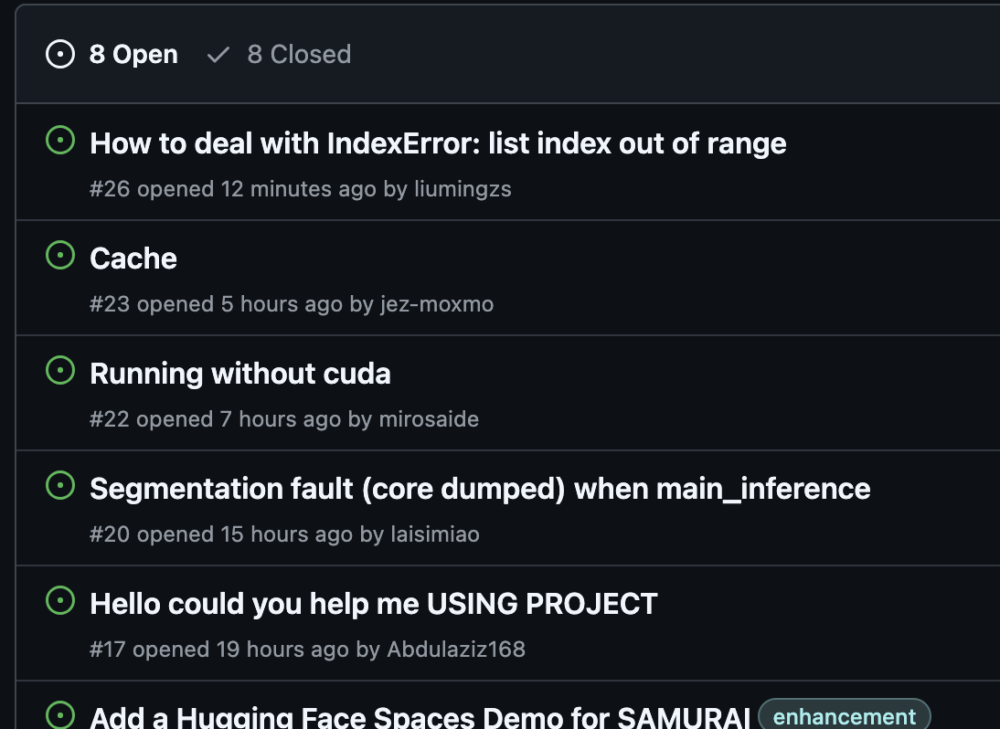 8 Open 8 Closed
How to deal with IndexError: list index out of range
#26 opened 12 minutes ago by liumingzs
Cache
#23 opened 5 hours ago by jez-moxmo
Running without cuda
#22 opened 7 hours ago by mirosaide
Segmentation fault (core dumped) when main_inference
#20 opened 15 hours ago by laisimiao
Hello could you help me USING PROJECT
#17 opened 19 hours ago by Abdulaziz168
Add a Hugging Face Spaces Demo for SAMURAI enhancement